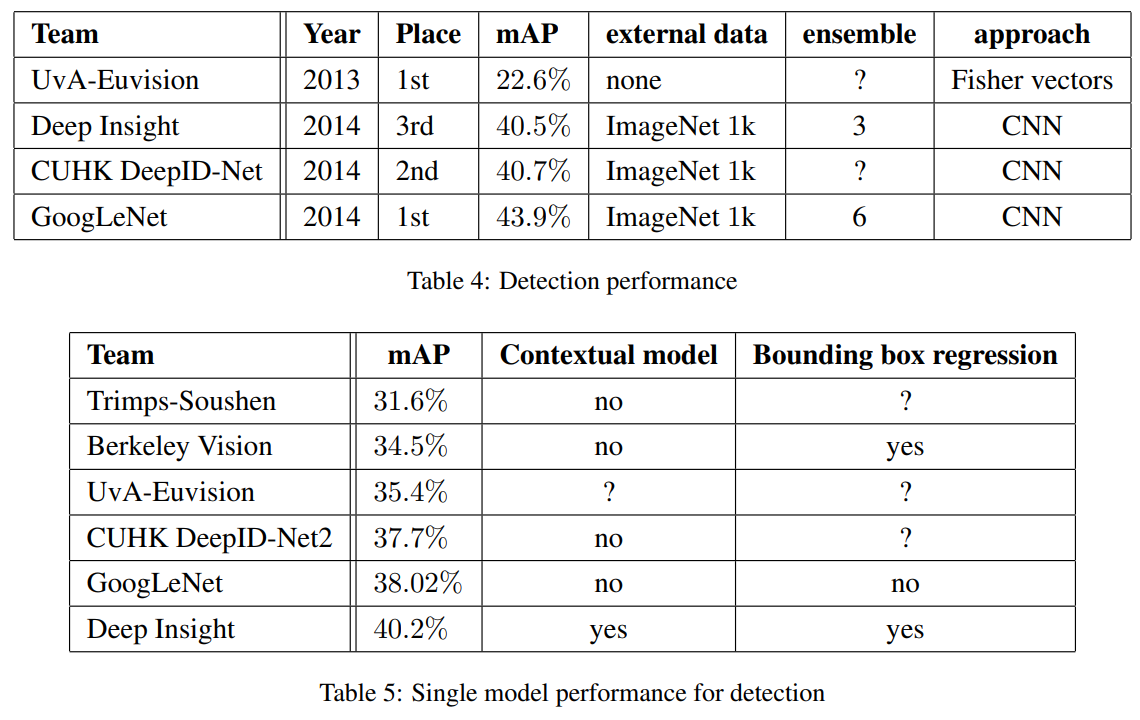 Team Year Place mAP external data ensemble approach
UvA-Euvision 2013 1st 22.6% none ? Fisher vectors
Deep Insight 2014 3rd 40.5% ImageNet 1k 3 CNN
CUHK DeepID-Net 2014 2nd 40.7% ImageNet 1k ? CNN
GoogLeNet 2014 1st 43.9% ImageNet 1k 6 CNN
Table 4: Detection performance
Team mAP Contextual model Bounding box regression
Trimps-Soushen 31.6% no ?
Berkeley Vision 34.5% no yes
UvA-Euvision 35.4% ? ?
CUHK DeepID-Net2 37.7% no ?
GoogLeNet 38.02% no no
Deep Insight 40.2% yes yes
Table 5: Single model performance for detection